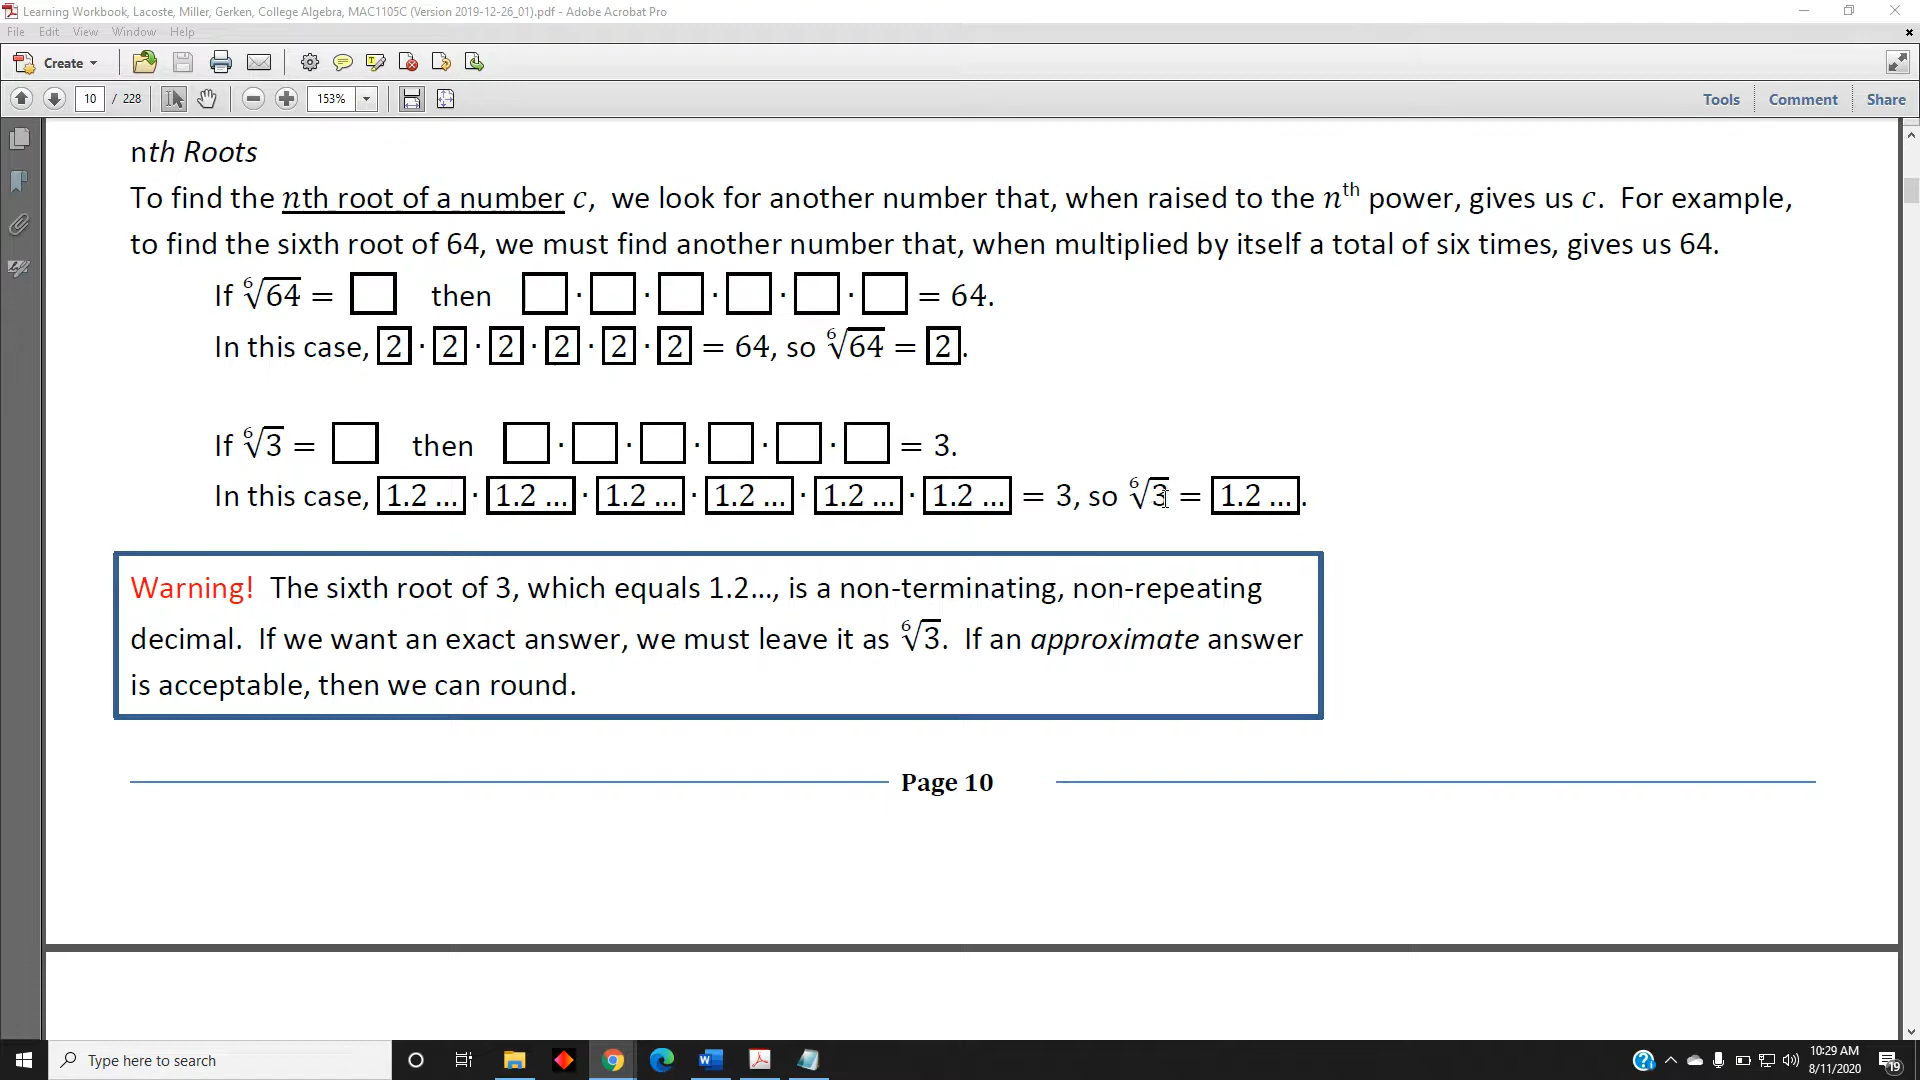 Learning Workbook, Lacoste, Miller, Gerken, College Algebra, MAC1105C (Version 2019-12-26_01).pdf - Adobe Acrobat Pro
File Edit View Window Help
Create
10 / 228 153% Tools Comment Share
nth Roots
To find the nth root of a number c, we look for another number that, when raised to the nᵗʰ power, gives us c. For example,
to find the sixth root of 64, we must find another number that, when multiplied by itself a total of six times, gives us 64.
If ⁶√64 = □ then □ · □ · □ · □ · □ · □ = 64.
In this case, 2 · 2 · 2 · 2 · 2 · 2 = 64, so ⁶√64 = 2.
If ⁶√3 = □ then □ · □ · □ · □ · □ · □ = 3.
In this case, 1.2 ... · 1.2 ... · 1.2 ... · 1.2 ... · 1.2 ... · 1.2 ... = 3, so ⁶√3 = 1.2 ... .
Warning! The sixth root of 3, which equals 1.2..., is a non-terminating, non-repeating
decimal. If we want an exact answer, we must leave it as ⁶√3. If an approximate answer
is acceptable, then we can round.
Page 10
Type here to search
10:29 AM
8/11/2020
19